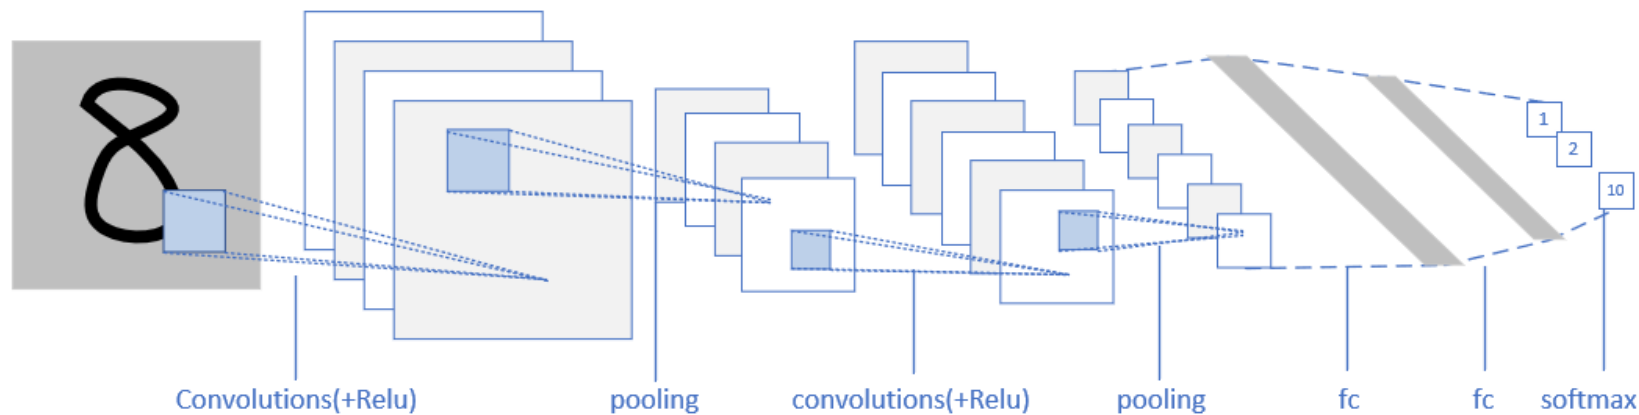 1
2
10
Convolutions(+Relu)
pooling
convolutions(+Relu)
pooling
fc
fc
softmax